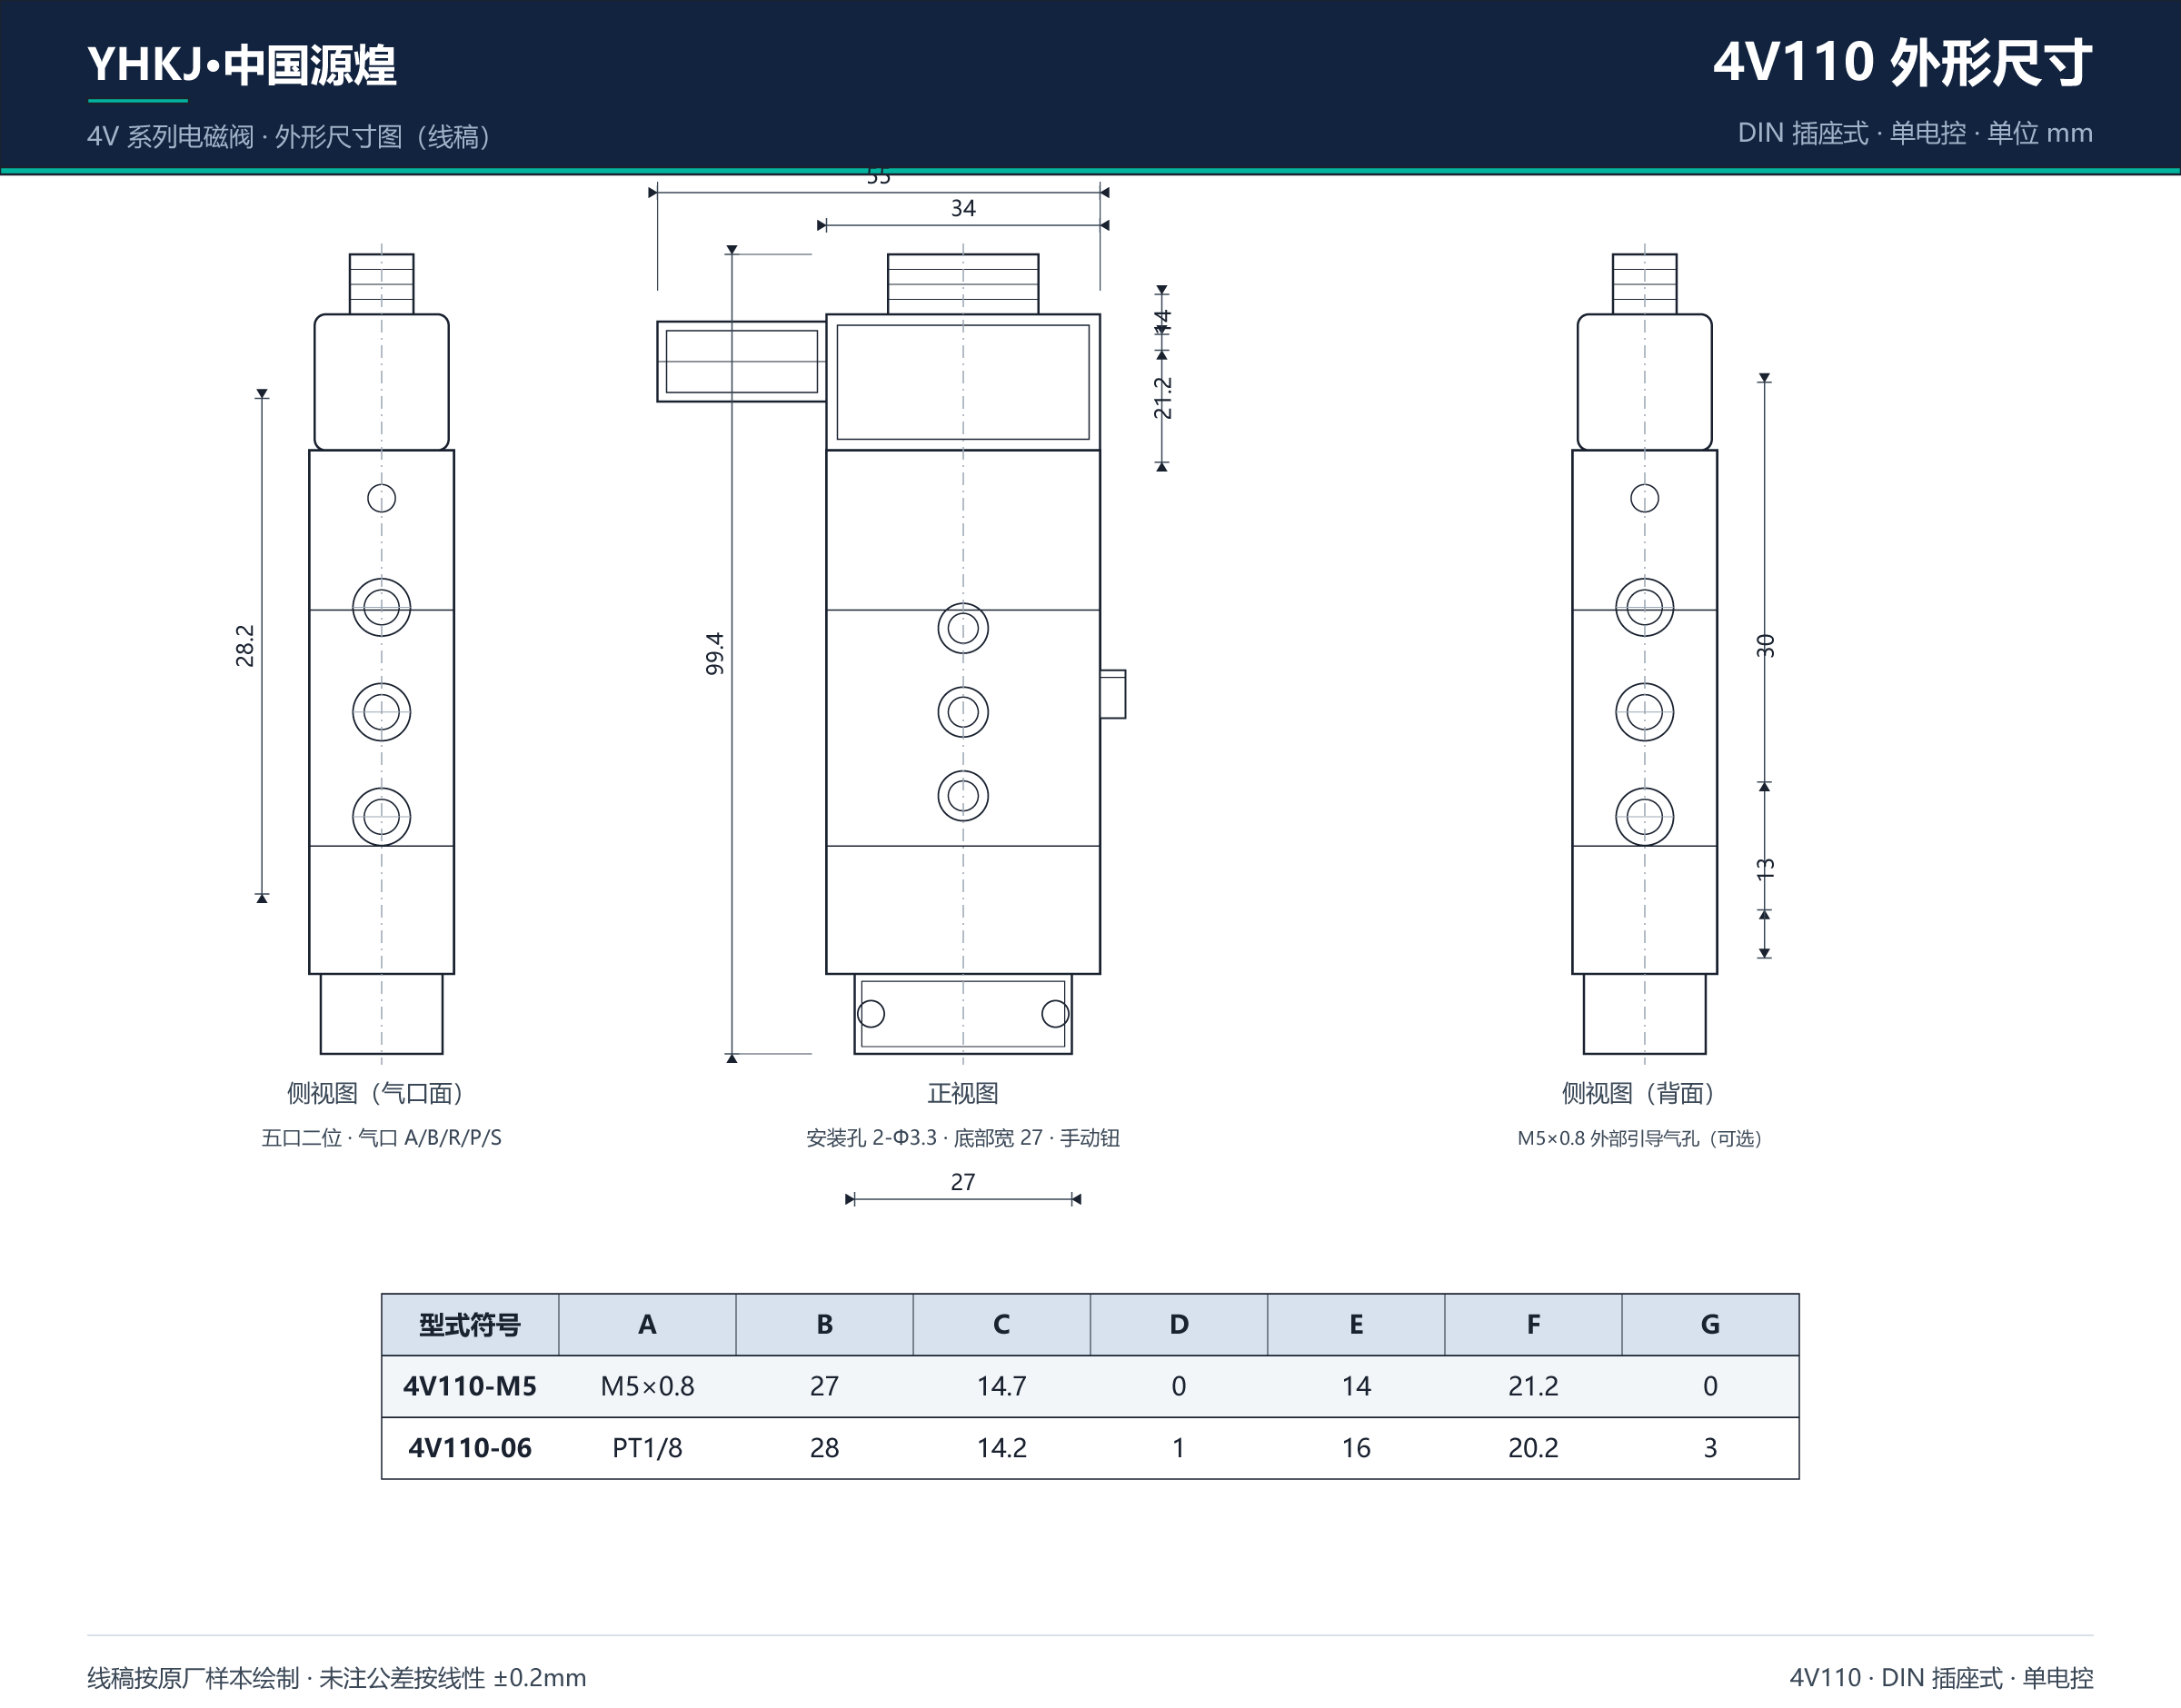 YHKJ·中国源煌
4V110 外形尺寸
4V 系列电磁阀 · 外形尺寸图（线稿）
DIN 插座式 · 单电控 · 单位 mm
55
34
14
21.2
28.2
99.4
30
13
侧视图（气口面）
正视图
侧视图（背面）
五口二位 · 气口 A/B/R/P/S
安装孔 2-Φ3.3 · 底部宽 27 · 手动钮
M5×0.8 外部引导气孔（可选）
27
型式符号 A B C D E F G
4V110-M5 M5×0.8 27 14.7 0 14 21.2 0
4V110-06 PT1/8 28 14.2 1 16 20.2 3
线稿按原厂样本绘制 · 未注公差按线性 ±0.2mm
4V110 · DIN 插座式 · 单电控